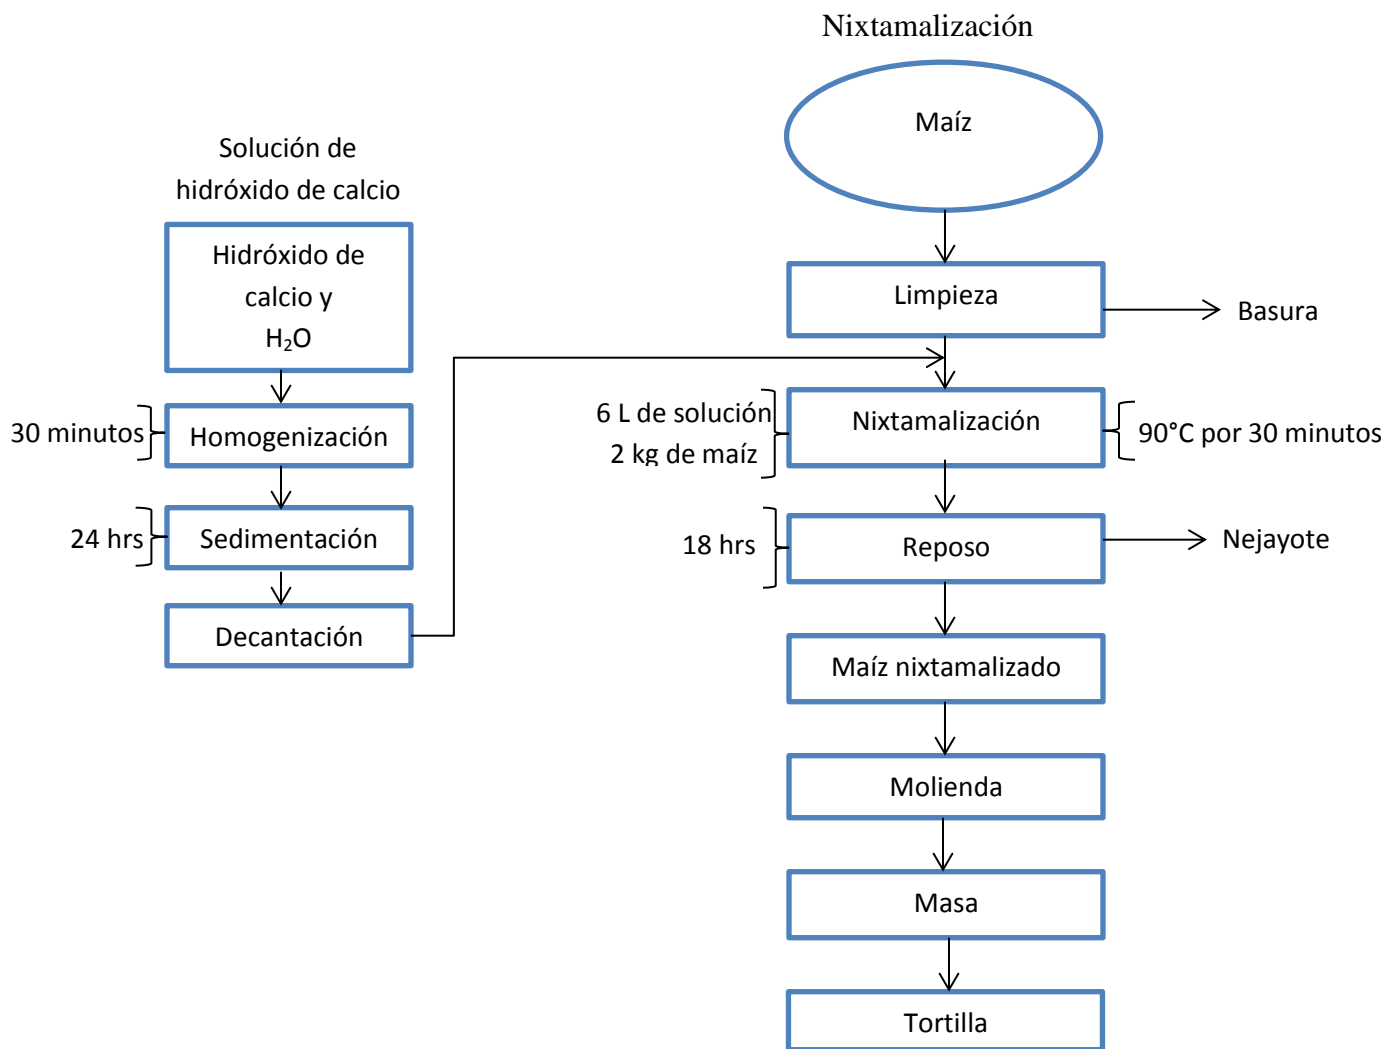 Nixtamalización
Maíz
Solución de
hidróxido de calcio
Hidróxido de
calcio y
H₂O
Limpieza
Basura
30 minutos
Homogenización
6 L de solución
2 kg de maíz
Nixtamalización
90°C por 30 minutos
24 hrs
Sedimentación
18 hrs
Reposo
Nejayote
Decantación
Maíz nixtamalizado
Molienda
Masa
Tortilla